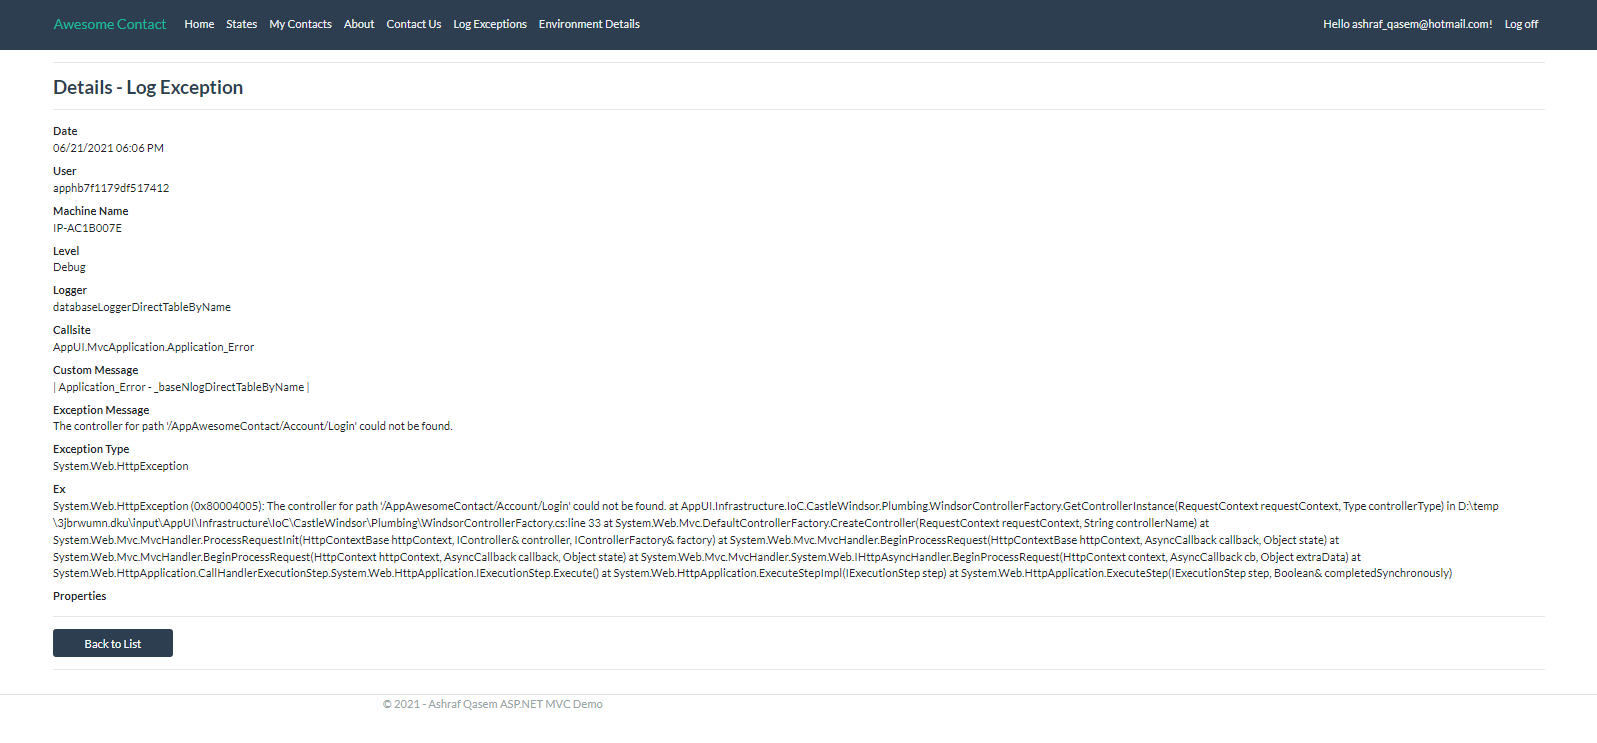 Awesome Contact Home States My Contacts About Contact Us Log Exceptions Environment Details Hello ashraf_qasem@hotmail.com! Log off
Details - Log Exception
Date
06/21/2021 06:06 PM
User
apphb7f1179df517412
Machine Name
IP-AC1B007E
Level
Debug
Logger
databaseLoggerDirectTableByName
Callsite
AppUI.MvcApplication.Application_Error
Custom Message
| Application_Error - _baseNlogDirectTableByName |
Exception Message
The controller for path '/AppAwesomeContact/Account/Login' could not be found.
Exception Type
System.Web.HttpException
Ex
System.Web.HttpException (0x80004005): The controller for path '/AppAwesomeContact/Account/Login' could not be found. at AppUI.Infrastructure.IoC.CastleWindsor.Plumbing.WindsorControllerFactory.GetControllerInstance(RequestContext requestContext, Type controllerType) in D:\temp
\3jbrwumn.dku\input\AppUI\Infrastructure\IoC\CastleWindsor\Plumbing\WindsorControllerFactory.cs:line 33 at System.Web.Mvc.DefaultControllerFactory.CreateController(RequestContext requestContext, String controllerName) at
System.Web.Mvc.MvcHandler.ProcessRequestInit(HttpContextBase httpContext, IController& controller, IControllerFactory& factory) at System.Web.Mvc.MvcHandler.BeginProcessRequest(HttpContextBase httpContext, AsyncCallback callback, Object state) at
System.Web.Mvc.MvcHandler.BeginProcessRequest(HttpContext httpContext, AsyncCallback callback, Object state) at System.Web.Mvc.MvcHandler.System.Web.IHttpAsyncHandler.BeginProcessRequest(HttpContext context, AsyncCallback cb, Object extraData) at
System.Web.HttpApplication.CallHandlerExecutionStep.System.Web.HttpApplication.IExecutionStep.Execute() at System.Web.HttpApplication.ExecuteStepImpl(IExecutionStep step) at System.Web.HttpApplication.ExecuteStep(IExecutionStep step, Boolean& completedSynchronously)
Properties
Back to List
© 2021 - Ashraf Qasem ASP.NET MVC Demo